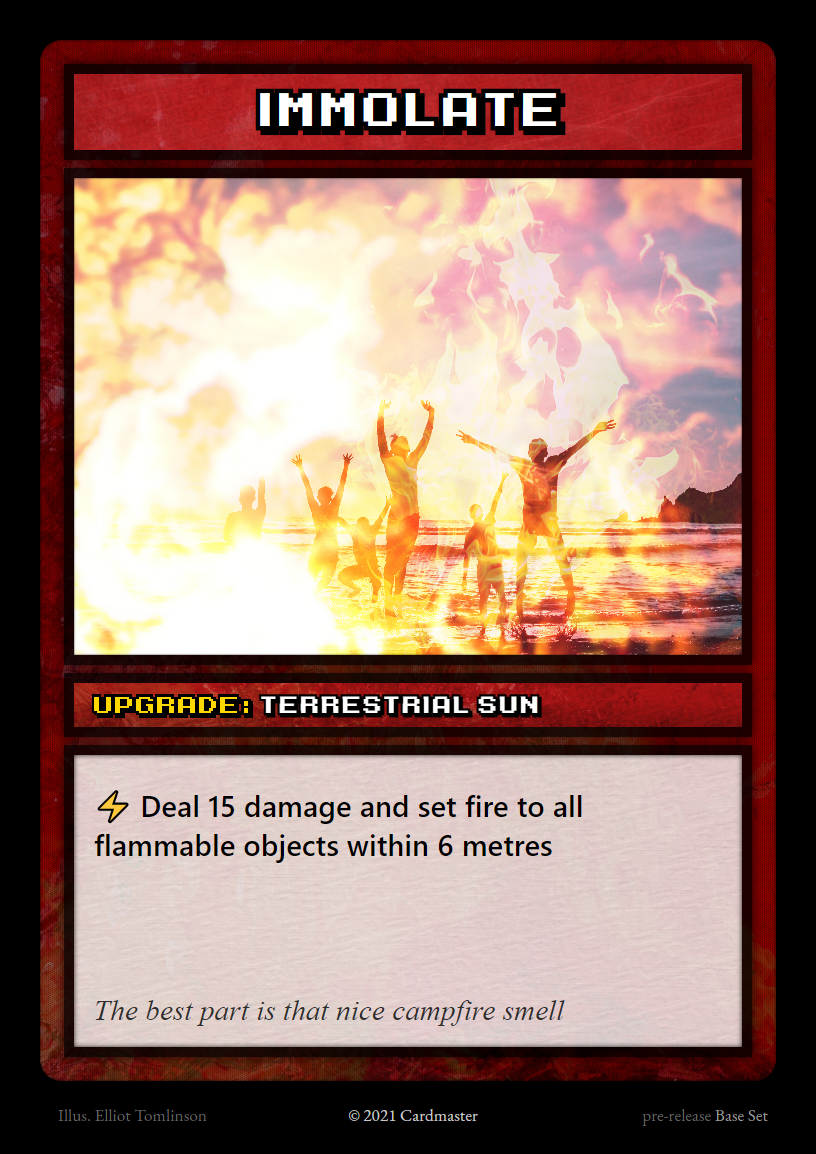 IMMOLATE
UPGRADE: TERRESTRIAL SUN
⚡ Deal 15 damage and set fire to all
flammable objects within 6 metres
The best part is that nice campfire smell
Illus. Elliot Tomlinson © 2021 Cardmaster pre-release Base Set